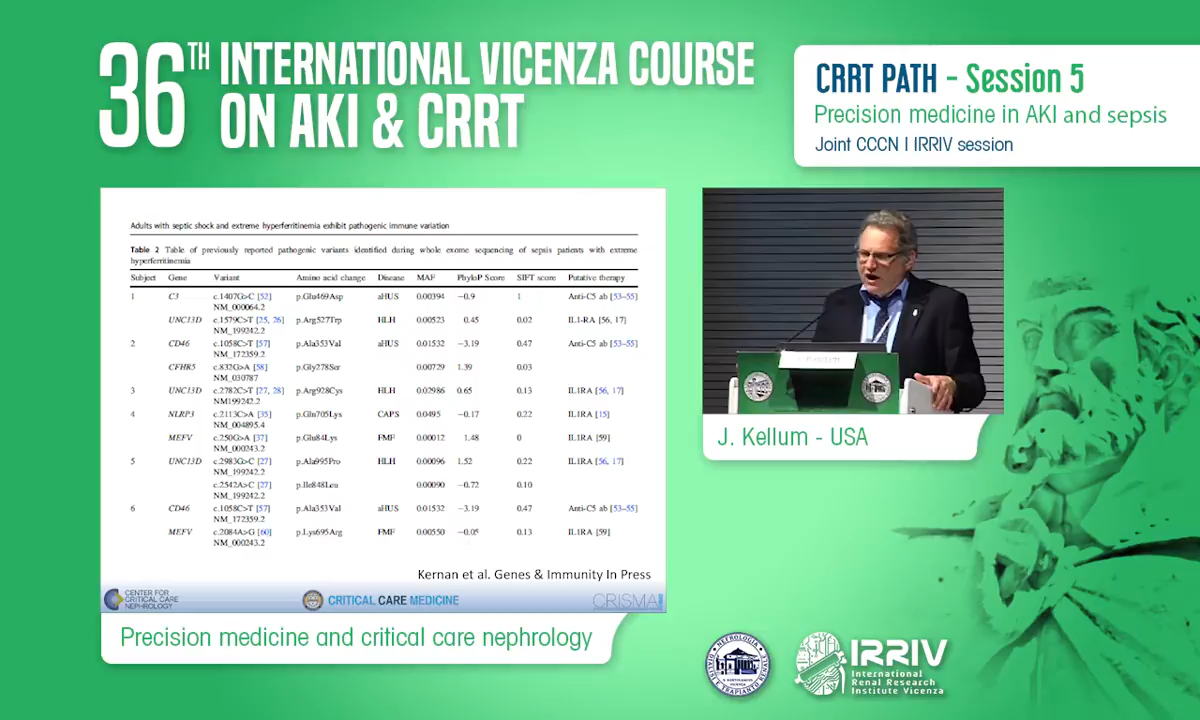 36TH INTERNATIONAL VICENZA COURSE
ON AKI & CRRT
CRRT PATH - Session 5
Precision medicine in AKI and sepsis
Joint CCCN | IRRIV session
Adults with septic shock and extreme hyperferritinemia exhibit pathogenic immune variation
Table 2 Table of previously reported pathogenic variants identified during whole exome sequencing of sepsis patients with extreme
hyperferritinemia
Subject Gene Variant Amino acid change Disease MAF PhyloP Score SIFT score Putative therapy
1 C3 c.1407G>C [52] p.Glu469Asp aHUS 0.00394 −0.9 1 Anti-C5 ab [53–55]
NM_000064.2
UNC13D c.1579C>T [25, 26] p.Arg527Trp HLH 0.00523 0.45 0.02 IL1-RA [56, 17]
NM_199242.2
2 CD46 c.1058C>T [57] p.Ala353Val aHUS 0.01532 −3.19 0.47 Anti-C5 ab [53–55]
NM_172359.2
CFHR5 c.832G>A [58] p.Gly278Ser 0.00729 1.39 0.03
NM_030787
3 UNC13D c.2782C>T [27, 28] p.Arg928Cys HLH 0.02986 0.65 0.13 IL1RA [56, 17]
NM199242.2
4 NLRP3 c.2113C>A [35] p.Gln705Lys CAPS 0.0495 −0.17 0.22 IL1RA [15]
NM_004895.4
MEFV c.250G>A [37] p.Glu84Lys FMF 0.00012 1.48 0 IL1RA [59]
NM_000243.2
5 UNC13D c.2983G>C [27] p.Ala995Pro HLH 0.00096 1.52 0.22 IL1RA [56, 17]
NM_199242.2
c.2542A>C [27] p.Ile848Leu 0.00090 −0.72 0.10
NM_199242.2
6 CD46 c.1058C>T [57] p.Ala353Val aHUS 0.01532 −3.19 0.47 Anti-C5 ab [53–55]
NM_172359.2
MEFV c.2084A>G [60] p.Lys695Arg FMF 0.00550 −0.05 0.13 IL1RA [59]
NM_000243.2
Kernan et al. Genes & Immunity In Press
CENTER FOR
CRITICAL CARE
NEPHROLOGY
CRITICAL CARE MEDICINE
CRISMA
Precision medicine and critical care nephrology
J. Kellum - USA
IRRIV
International
Renal Research
Institute Vicenza